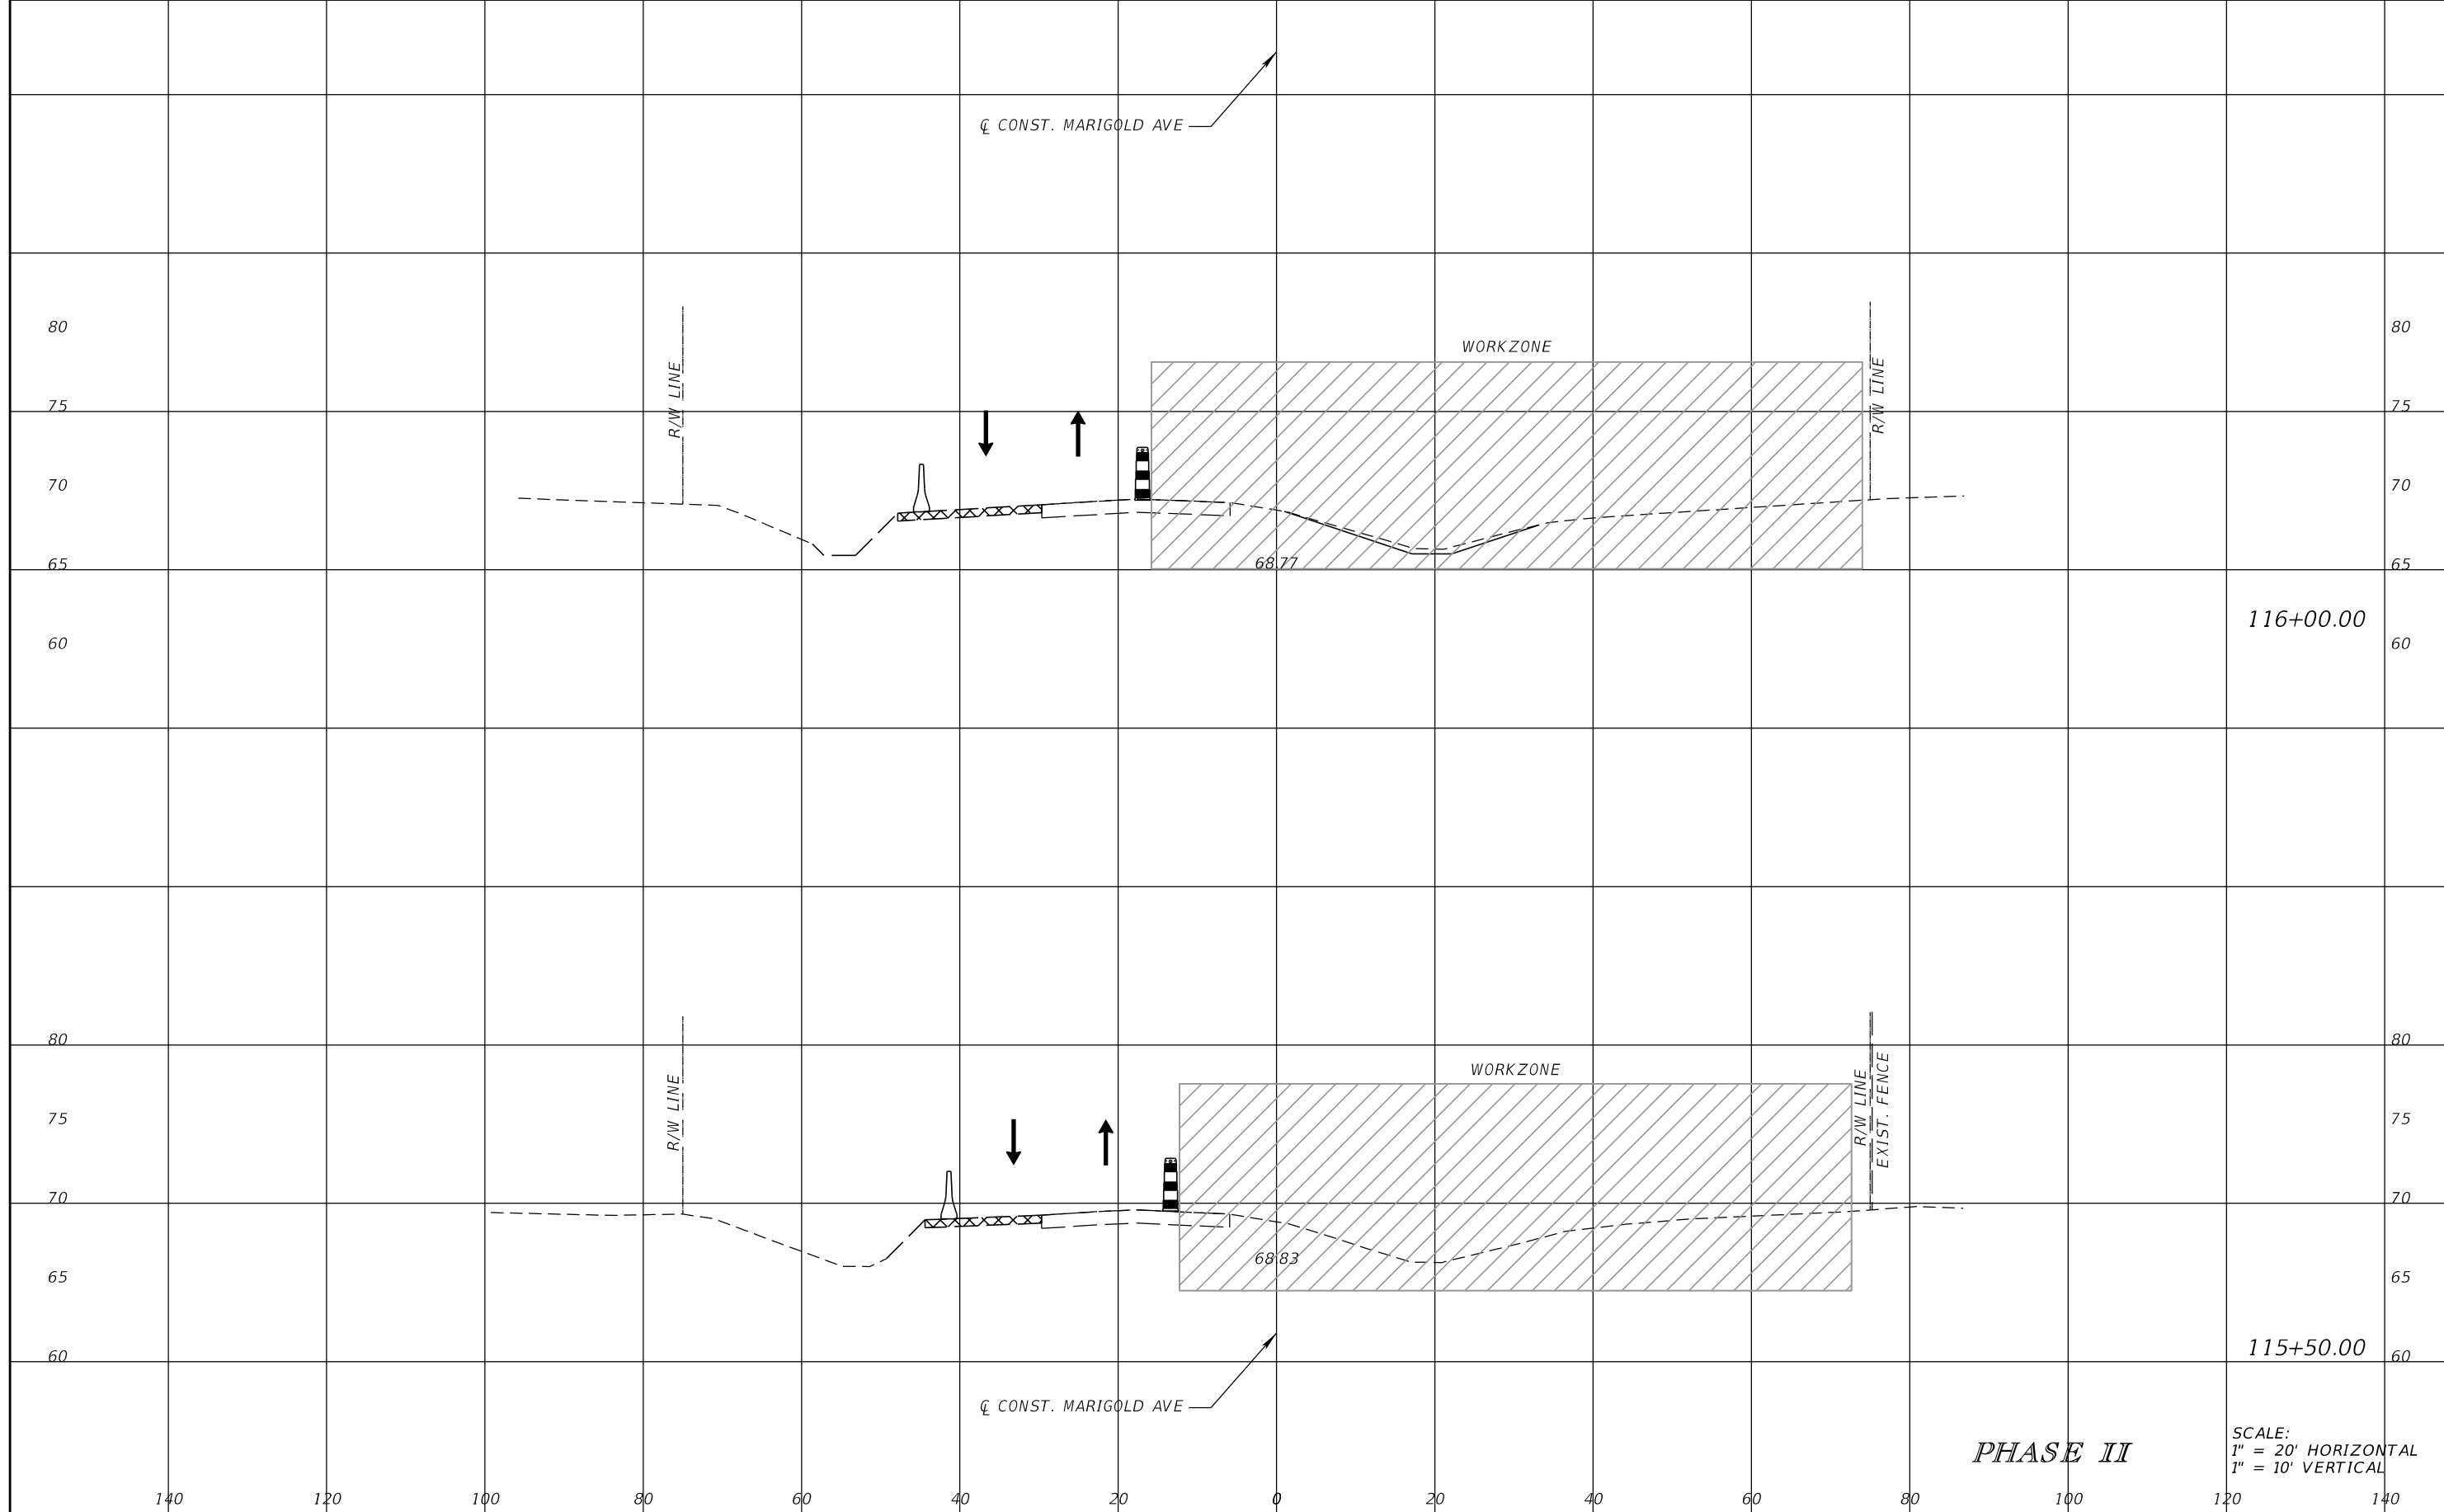 ℄ CONST. MARIGOLD AVE
80 80
WORKZONE
R/W LINE R/W LINE
75 75
70 70
65 68.77 65
116+00.00
60 60
80 80
WORKZONE
R/W LINE R/W LINE
EXIST. FENCE
75 75
70 70
68.83
65 65
115+50.00
60 60
℄ CONST. MARIGOLD AVE
PHASE II
SCALE:
1" = 20' HORIZONTAL
1" = 10' VERTICAL
140 120 100 80 60 40 20 0 20 40 60 80 100 120 140